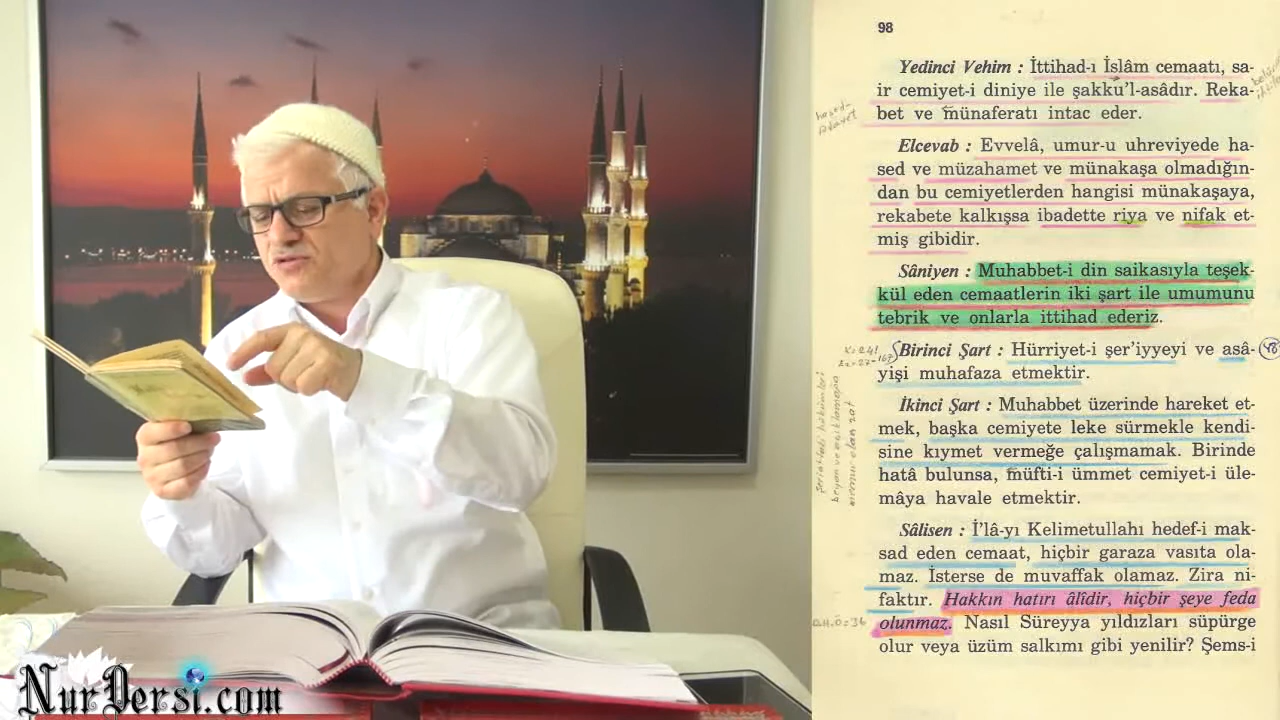 98
Yedinci Vehim : İttihad-ı İslâm cemaatı, sa-
ir cemiyet-i diniye ile şakku'l-asâdır. Reka-
bet ve münaferatı intac eder.
Elcevab : Evvelâ, umur-u uhreviyede ha-
sed ve müzahamet ve münakaşa olmadığın-
dan bu cemiyetlerden hangisi münakaşaya,
rekabete kalkışsa ibadette riya ve nifak et-
miş gibidir.
Sâniyen : Muhabbet-i din saikasıyla teşek-
kül eden cemaatlerin iki şart ile umumunu
tebrik ve onlarla ittihad ederiz.
Birinci Şart : Hürriyet-i şer'iyyeyi ve asâ-
yişi muhafaza etmektir.
İkinci Şart : Muhabbet üzerinde hareket et-
mek, başka cemiyete leke sürmekle kendi-
sine kıymet vermeğe çalışmamak. Birinde
hatâ bulunsa, müfti-i ümmet cemiyet-i üle-
mâya havale etmektir.
Sâlisen : İ'lâ-yı Kelimetullahı hedef-i mak-
sad eden cemaat, hiçbir garaza vasıta ola-
maz. İsterse de muvaffak olamaz. Zira ni-
faktır. Hakkın hatırı âlîdir, hiçbir şeye feda
olunmaz. Nasıl Süreyya yıldızları süpürge
olur veya üzüm salkımı gibi yenilir? Şems-i
NurDersi.com